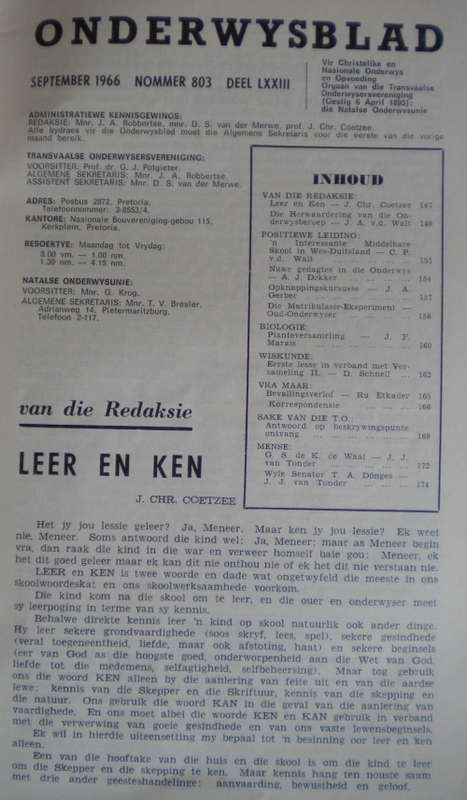 ONDERWYSBLAD
SEPTEMBER 1966 NOMMER 803 DEEL LXXIII
Vir Christelike en
Nasionale Onderwys
en Opvoeding
Orgaan van die Transvaalse
Onderwysersvereniging
(Gestig 6 April 1893)
die Natalse Onderwysunie
ADMINISTRATIEWE KENNISGEWINGS:
REDAKSIE: Mnr. J. A. Robbertse, mnr. D. S. van der Merwe, prof. J. Chr. Coetzee.
Alle bydraes vir die Onderwysblad moet die Algemene Sekretaris voor die eerste van die vorige
maand bereik.
TRANSVAALSE ONDERWYSERSVERENIGING:
VOORSITTER: Prof. dr. G. J. Potgieter.
ALGEMENE SEKRETARIS: Mnr. J. A. Robbertse.
ASSISTENT SEKRETARIS: Mnr. D. S. van der Merwe.
ADRES: Posbus 2872, Pretoria.
Telefoonnommer: 3-8553/4.
KANTORE: Nasionale Bouvereniging-gebou 115,
Kerkplein, Pretoria.
BESOEKTYE: Maandag tot Vrydag:
8.00 vm. — 1.00 nm.
1.30 nm. — 4.15 nm.
NATALSE ONDERWYSUNIE:
VOORSITTER: Mnr. G. Krog.
ALGEMENE SEKRETARIS: Mnr. T. V. Bresler,
Adrianweg 14, Pietermaritzburg.
Telefoon 2-117.
INHOUD
VAN DIE REDAKSIE:
Leer en Ken — J. Chr. Coetzee 147
Die Herwaardering van die On-
derwysberoep — J. A. v.d. Walt 149
POSITIEWE LEIDING:
'n Interessante Middelbare
Skool in Wes-Duitsland — C. P.
v.d. Walt ... 151
Nuwe gedagtes in die Onderwys
— A. J. Dekker ... 154
Opknappingskursusse — J. A.
Gerber ... 157
Die Matrikulasie-Eksperiment —
Oud-Onderwyser ... 158
BIOLOGIE:
Planteversameling — J. F.
Marais ... 160
WISKUNDE:
Eerste lesse in verband met Ver-
sameling II. — D. Schnell ... 162
VRA MAAR:
Bevallingsverlof — Ru Etkader 165
Korrespondensie ... 166
SAKE VAN DIE T.O.:
Antwoord op beskrywingspunte
ontvang ... 168
MENSE:
G. S. de K. de Waal — J. J.
van Tonder ... 172
Wyle Senator T. A. Dönges —
J. J. van Tonder ... 174
van die Redaksie
LEER EN KEN
J. CHR. COETZEE
Het jy jou lessie geleer? Ja, Meneer. Maar ken jy jou lessie? Ek weet
nie, Meneer. Soms antwoord die kind wel: Ja, Meneer; maar as Meneer begin
vra, dan raak die kind in die war en verweer homself baie gou: Meneer, ek
het dit goed geleer maar ek kan dit nie onthou nie of ek het dit nie verstaan nie.
LEER en KEN is twee woorde en dade wat ongetwyfeld die meeste in ons
skoolwoordeskat en ons skoolwerksaamhede voorkom.
Die kind kom na die skool om te leer, en die ouer en onderwyser meet
sy leerpoging in terme van sy kennis.
Behalwe direkte kennis leer 'n kind op skool natuurlik ook ander dinge.
Hy leer sekere grondvaardighede (soos skryf, lees, spel), sekere gesindhede
(veral toegeneentheid, liefde, maar ook afstoting, haat) en sekere beginsels
(eer van God as die hoogste goed, onderworpenheid aan die Wet van God,
liefde tot die medemens, selfagtigheid, selfbeheersing). Maar tog gebruik
ons die woord KEN alleen by die aanlering van feite uit en van die aardse
lewe: kennis van die Skepper en die Skriftuur, kennis van die skepping en
die natuur. Ons gebruik die woord KAN in die geval van die aanlering van
vaardighede. En ons moet albei die woorde KEN en KAN gebruik in verband
met die verwerwing van goeie gesindhede en van ons vaste lewensbeginsels.
Ek wil in hierdie uiteensetting my bepaal tot 'n besinning oor leer en ken
alleen.
Een van die hooftake van die huis en die skool is om die kind te leer
om die Skepper en die skepping te ken. Maar kennis hang ten nouste saam
met drie ander geesteshandelinge: aanvaarding, bewustheid en geloof.